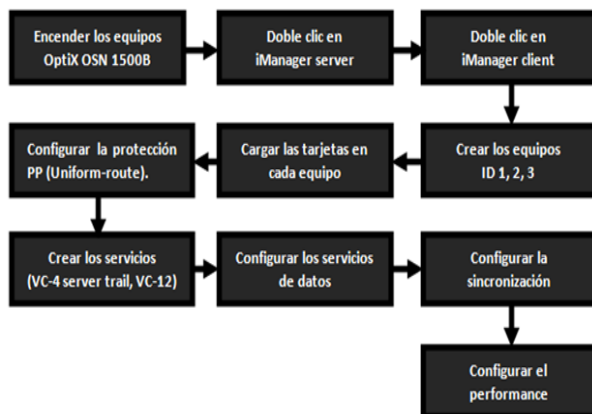 Encender los equipos
OptiX OSN 1500B
Doble clic en
iManager server
Doble clic en
iManager client
Crear los equipos
ID 1, 2, 3
Cargar las tarjetas en
cada equipo
Configurar la protección
PP (Uniform-route).
Crear los servicios
(VC-4 server trail, VC-12)
Configurar los servicios
de datos
Configurar la
sincronización
Configurar el
performance